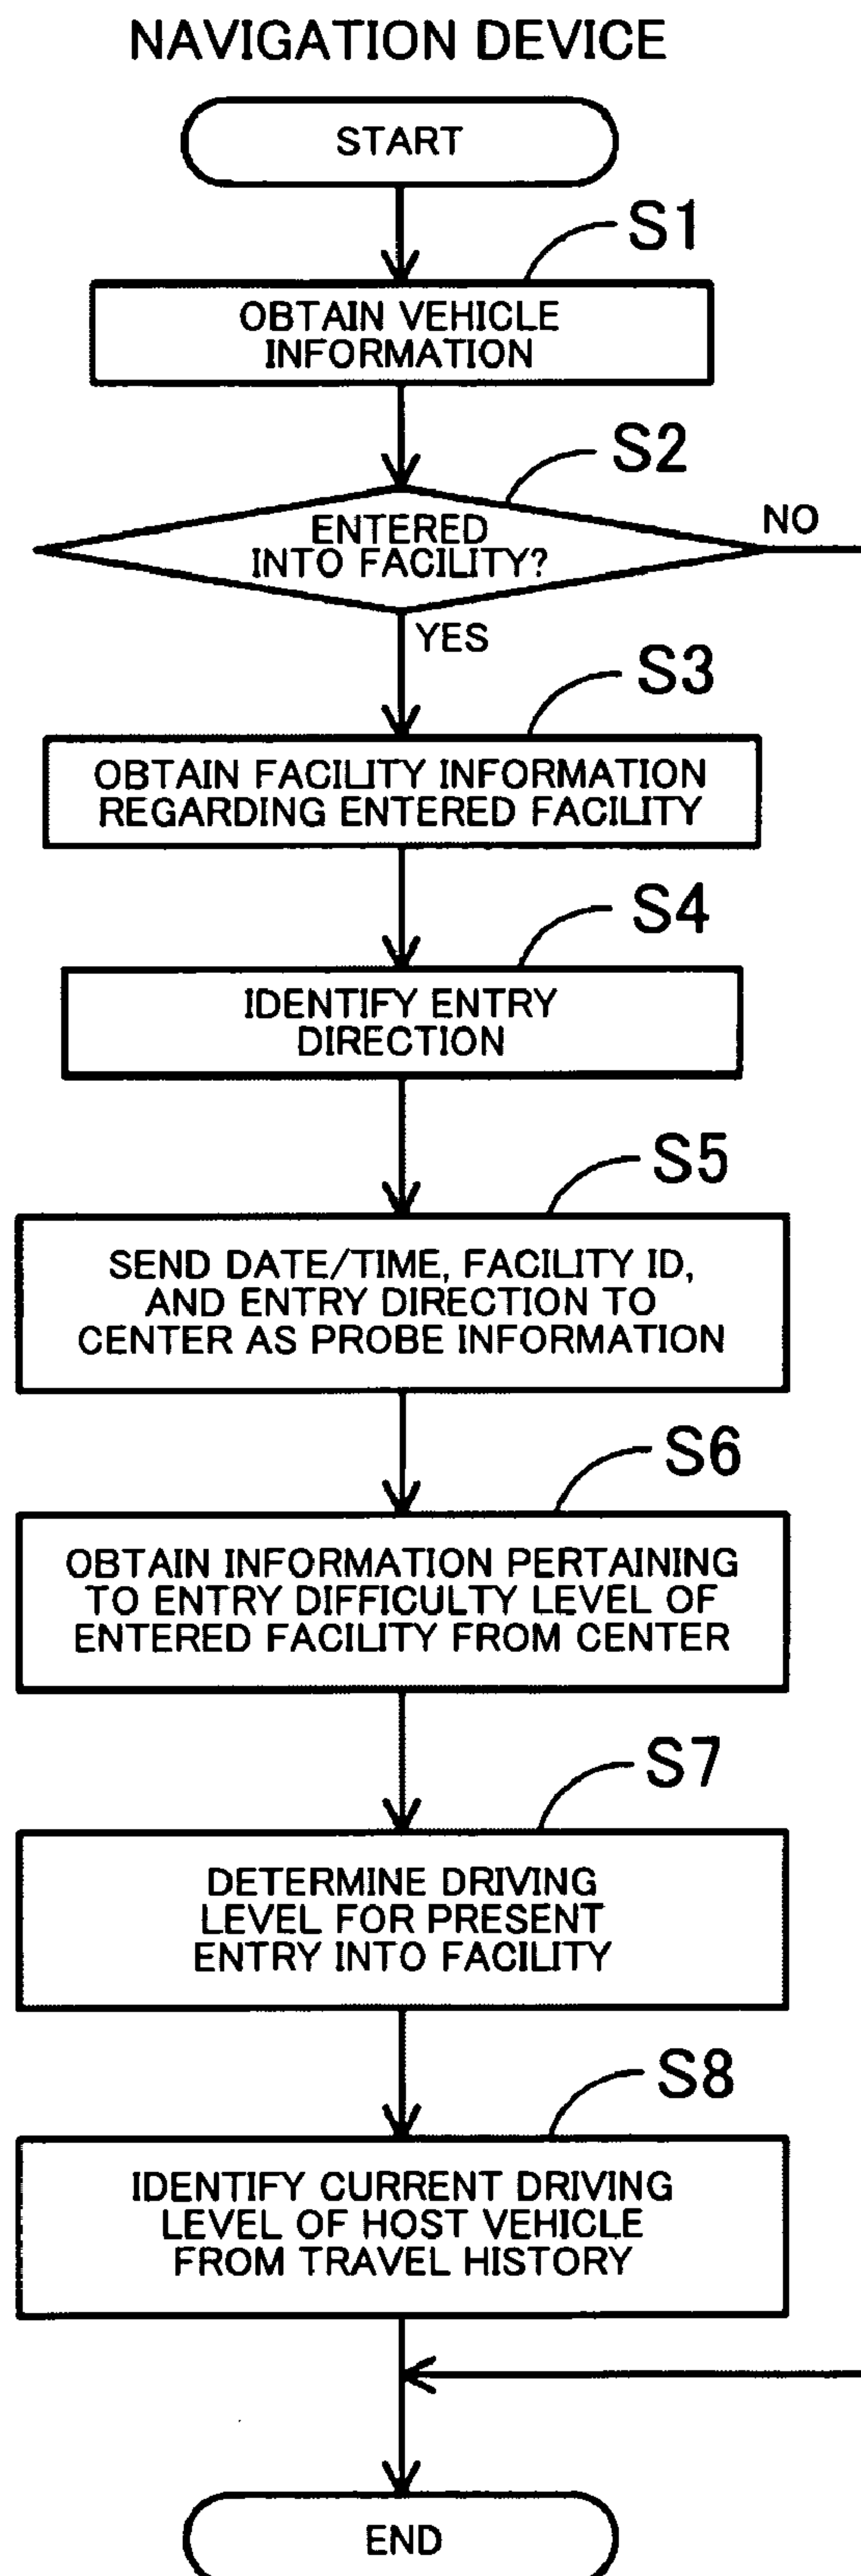 NAVIGATION DEVICE
START
S1
OBTAIN VEHICLE
INFORMATION
S2
ENTERED
INTO FACILITY?
NO
YES
S3
OBTAIN FACILITY INFORMATION
REGARDING ENTERED FACILITY
S4
IDENTIFY ENTRY
DIRECTION
S5
SEND DATE/TIME, FACILITY ID,
AND ENTRY DIRECTION TO
CENTER AS PROBE INFORMATION
S6
OBTAIN INFORMATION PERTAINING
TO ENTRY DIFFICULTY LEVEL OF
ENTERED FACILITY FROM CENTER
S7
DETERMINE DRIVING
LEVEL FOR PRESENT
ENTRY INTO FACILITY
S8
IDENTIFY CURRENT DRIVING
LEVEL OF HOST VEHICLE
FROM TRAVEL HISTORY
END